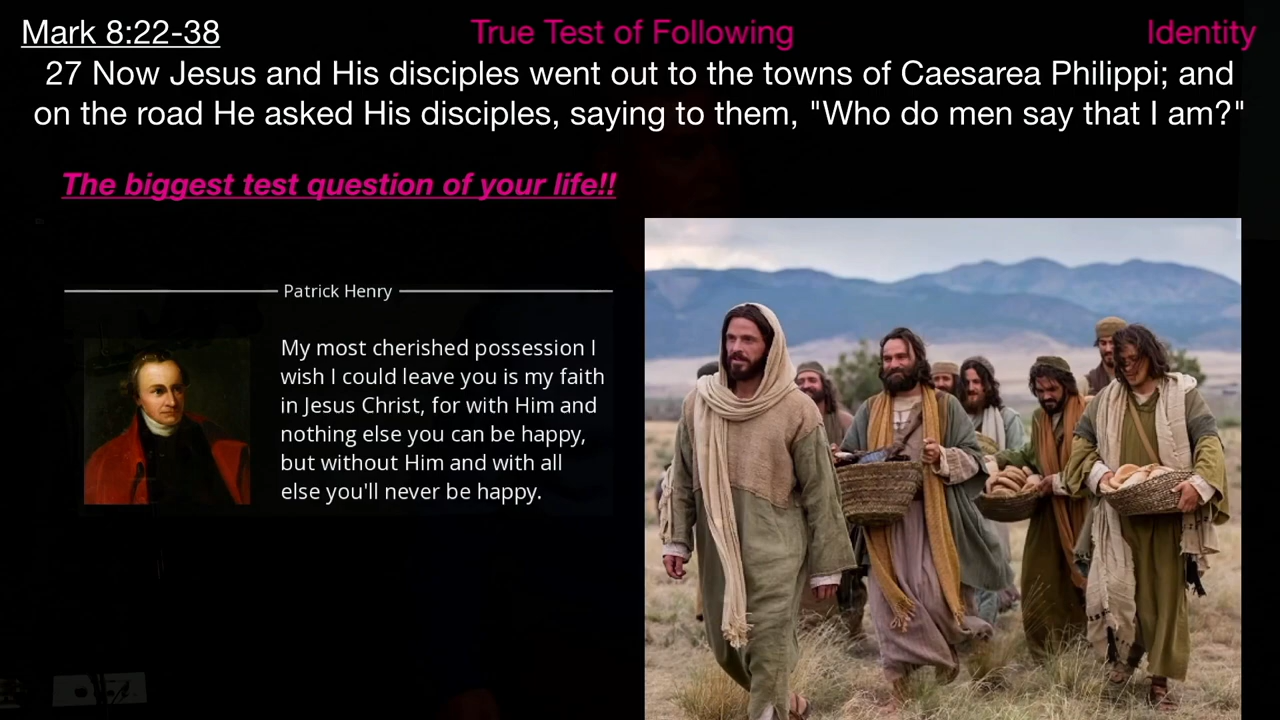 Mark 8:22-38
True Test of Following
Identity
27 Now Jesus and His disciples went out to the towns of Caesarea Philippi; and
on the road He asked His disciples, saying to them, "Who do men say that I am?"
The biggest test question of your life!!
Patrick Henry
My most cherished possession I
wish I could leave you is my faith
in Jesus Christ, for with Him and
nothing else you can be happy,
but without Him and with all
else you'll never be happy.